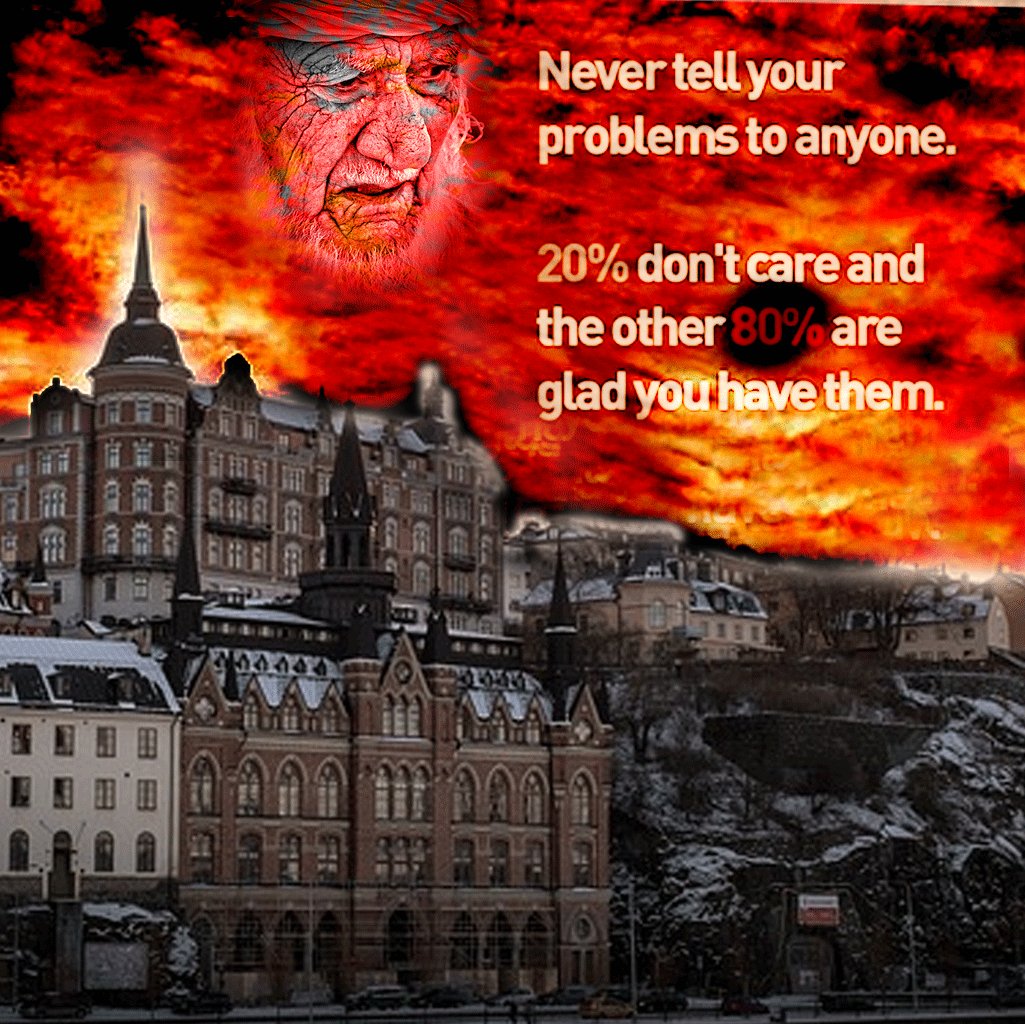 Never tell your
problems to anyone.
20% don't care and
the other 80% are
glad you have them.